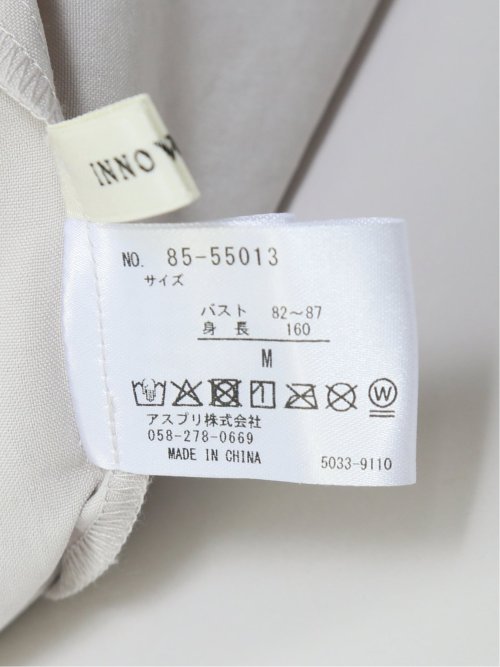 INNO W
NO. 85-55013
サイズ
バスト 82～87
身長 160
M
W
アスプリ株式会社
058-278-0669
MADE IN CHINA
5033-9110